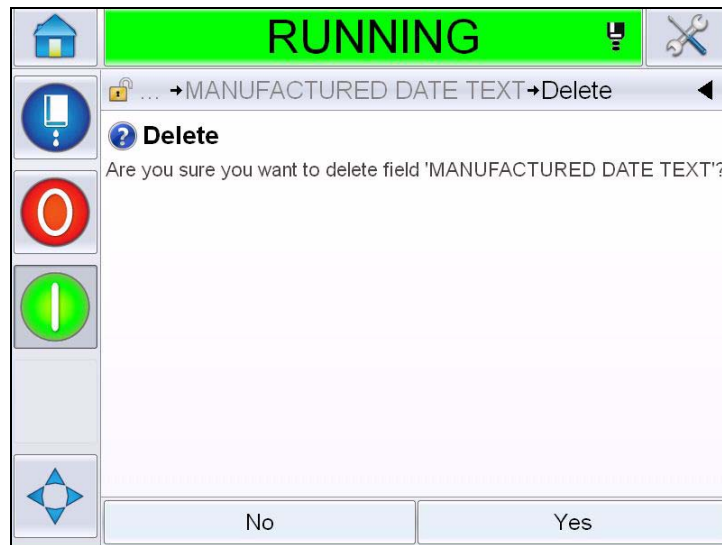 RUNNING
... →MANUFACTURED DATE TEXT→Delete
Delete
Are you sure you want to delete field 'MANUFACTURED DATE TEXT'?
No
Yes